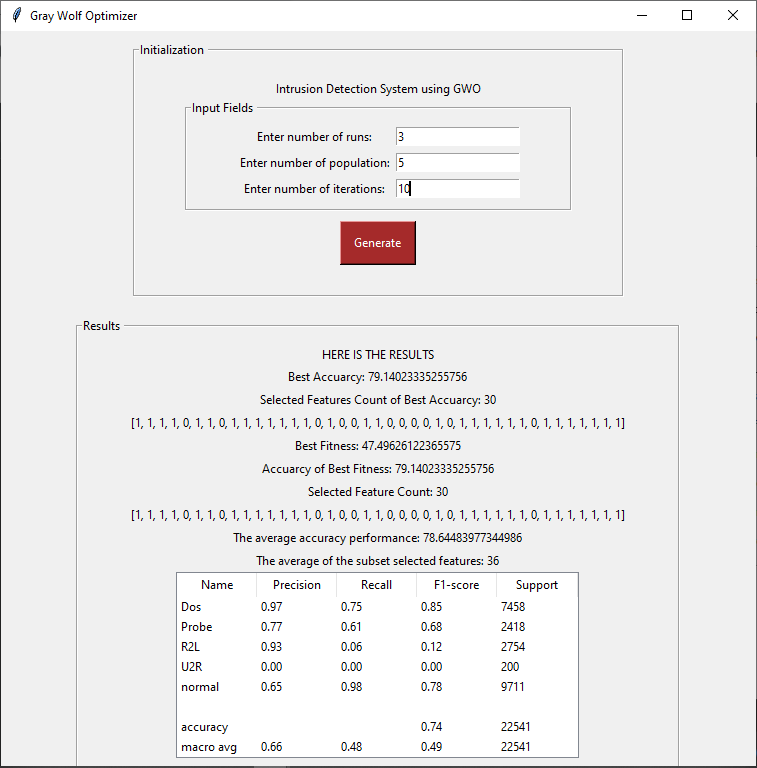 Gray Wolf Optimizer
Initialization
Intrusion Detection System using GWO
Input Fields
Enter number of runs: 3
Enter number of population: 5
Enter number of iterations: 10
Generate
Results
HERE IS THE RESULTS
Best Accuarcy: 79.14023335255756
Selected Features Count of Best Accuarcy: 30
[1, 1, 1, 1, 0, 1, 1, 0, 1, 1, 1, 1, 1, 1, 1, 0, 1, 0, 0, 1, 1, 0, 0, 0, 0, 1, 0, 1, 1, 1, 1, 1, 1, 0, 1, 1, 1, 1, 1, 1, 1]
Best Fitness: 47.49626122365575
Accuarcy of Best Fitness: 79.14023335255756
Selected Feature Count: 30
[1, 1, 1, 1, 0, 1, 1, 0, 1, 1, 1, 1, 1, 1, 1, 0, 1, 0, 0, 1, 1, 0, 0, 0, 0, 1, 0, 1, 1, 1, 1, 1, 1, 0, 1, 1, 1, 1, 1, 1, 1]
The average accuracy performance: 78.64483977344986
The average of the subset selected features: 36
Name Precision Recall F1-score Support
Dos 0.97 0.75 0.85 7458
Probe 0.77 0.61 0.68 2418
R2L 0.93 0.06 0.12 2754
U2R 0.00 0.00 0.00 200
normal 0.65 0.98 0.78 9711
accuracy 0.74 22541
macro avg 0.66 0.48 0.49 22541